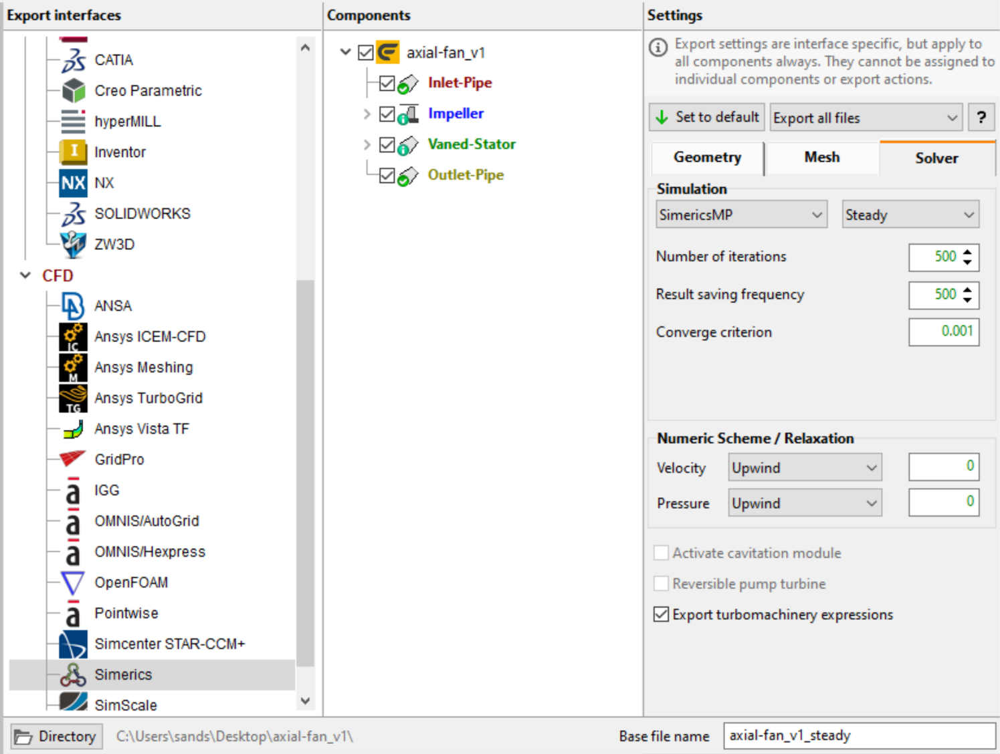 Export interfaces
CATIA
Creo Parametric
hyperMILL
I Inventor
NX NX
SOLIDWORKS
ZW3D
CFD
ANSA
IC Ansys ICEM-CFD
M Ansys Meshing
TG Ansys TurboGrid
Ansys Vista TF
GridPro
a IGG
a OMNIS/AutoGrid
a OMNIS/Hexpress
OpenFOAM
a Pointwise
Simcenter STAR-CCM+
Simerics
SimScale
Components
axial-fan_v1
Inlet-Pipe
Impeller
Vaned-Stator
Outlet-Pipe
Settings
Export settings are interface specific, but apply to
all components always. They cannot be assigned to
individual components or export actions.
Set to default Export all files ?
Geometry Mesh Solver
Simulation
SimericsMP Steady
Number of iterations 500
Result saving frequency 500
Converge criterion 0.001
Numeric Scheme / Relaxation
Velocity Upwind 0
Pressure Upwind 0
Activate cavitation module
Reversible pump turbine
Export turbomachinery expressions
Directory C:\Users\sands\Desktop\axial-fan_v1\ Base file name axial-fan_v1_steady